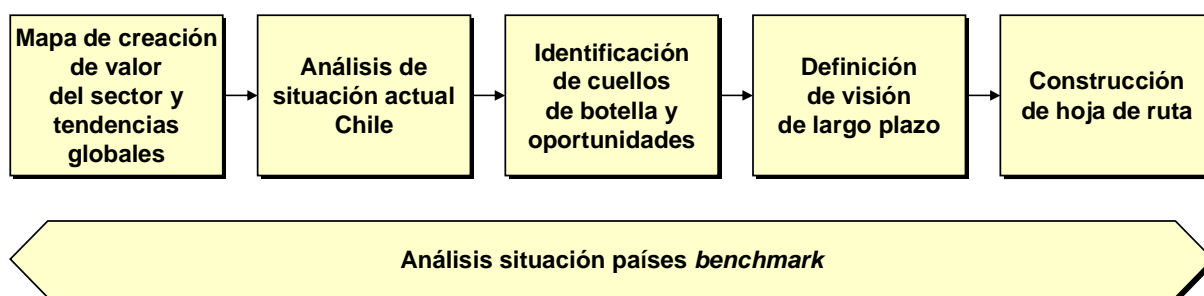 Mapa de creación
de valor
del sector y
tendencias
globales
Análisis de
situación actual
Chile
Identificación
de cuellos
de botella y
oportunidades
Definición
de visión
de largo plazo
Construcción
de hoja de ruta
Análisis situación países benchmark